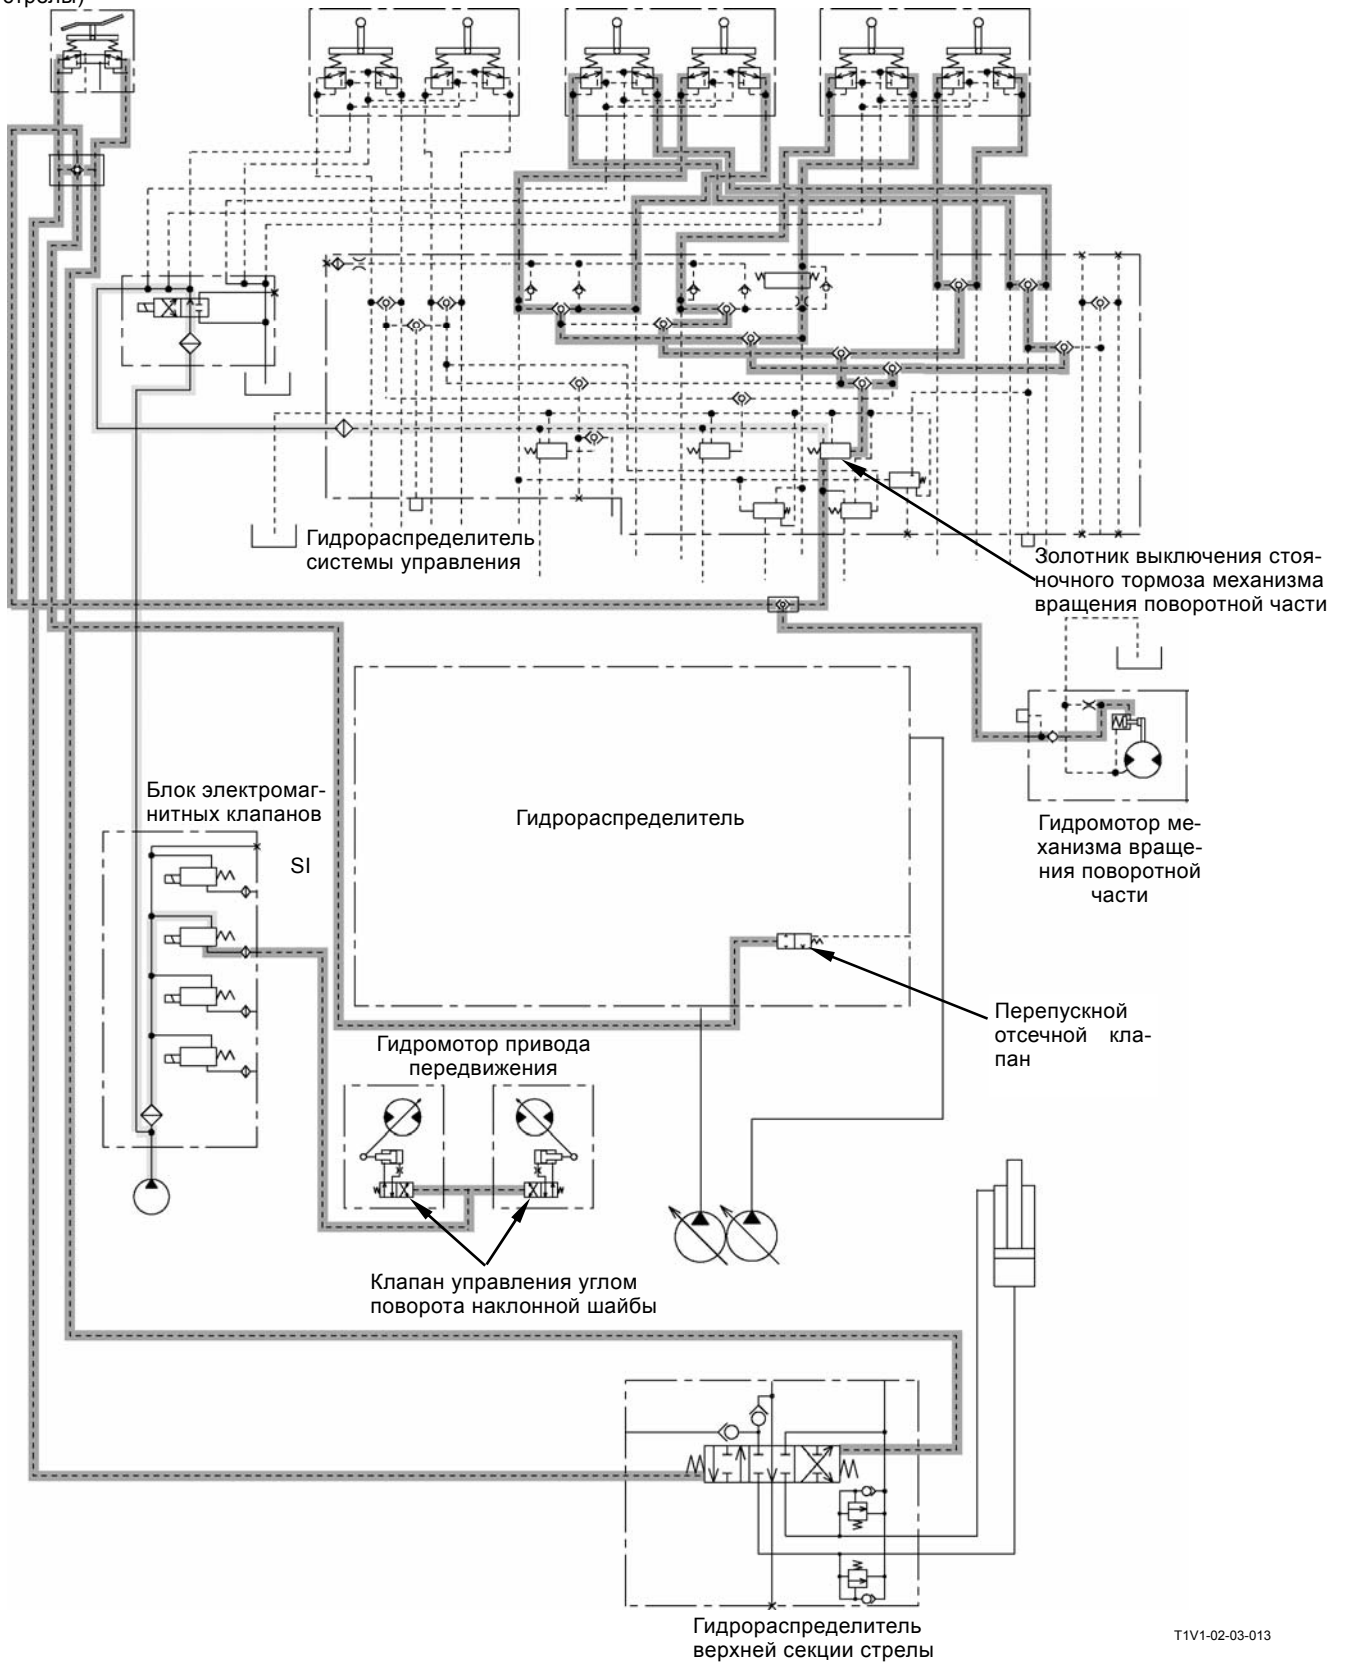 стрелы)
Гидрораспределитель
системы управления
Золотник выключения стоя-
ночного тормоза механизма
вращения поворотной части
Блок электромаг-
нитных клапанов
SI
Гидрораспределитель
Гидромотор ме-
ханизма враще-
ния поворотной
части
Перепускной
отсечной кла-
пан
Гидромотор привода
передвижения
Клапан управления углом
поворота наклонной шайбы
Гидрораспределитель
верхней секции стрелы
T1V1-02-03-013